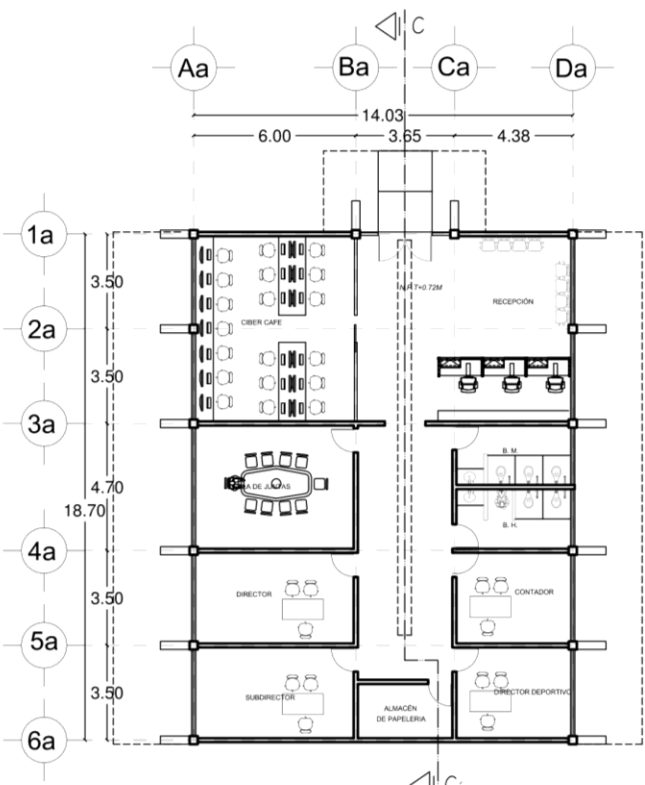 C
Aa
Ba
Ca
Da
14.03
6.00
3.65
4.38
1a
3.50
N.P.T=0.72M
RECEPCIÓN
2a
CIBER CAFE
3.50
3a
B. M.
4.70
DE JUNTAS
18.70
B. H.
4a
3.50
DIRECTOR
CONTADOR
5a
3.50
SUBDIRECTOR
DIRECTOR DEPORTIVO
ALMACÉN
DE PAPELERIA
6a